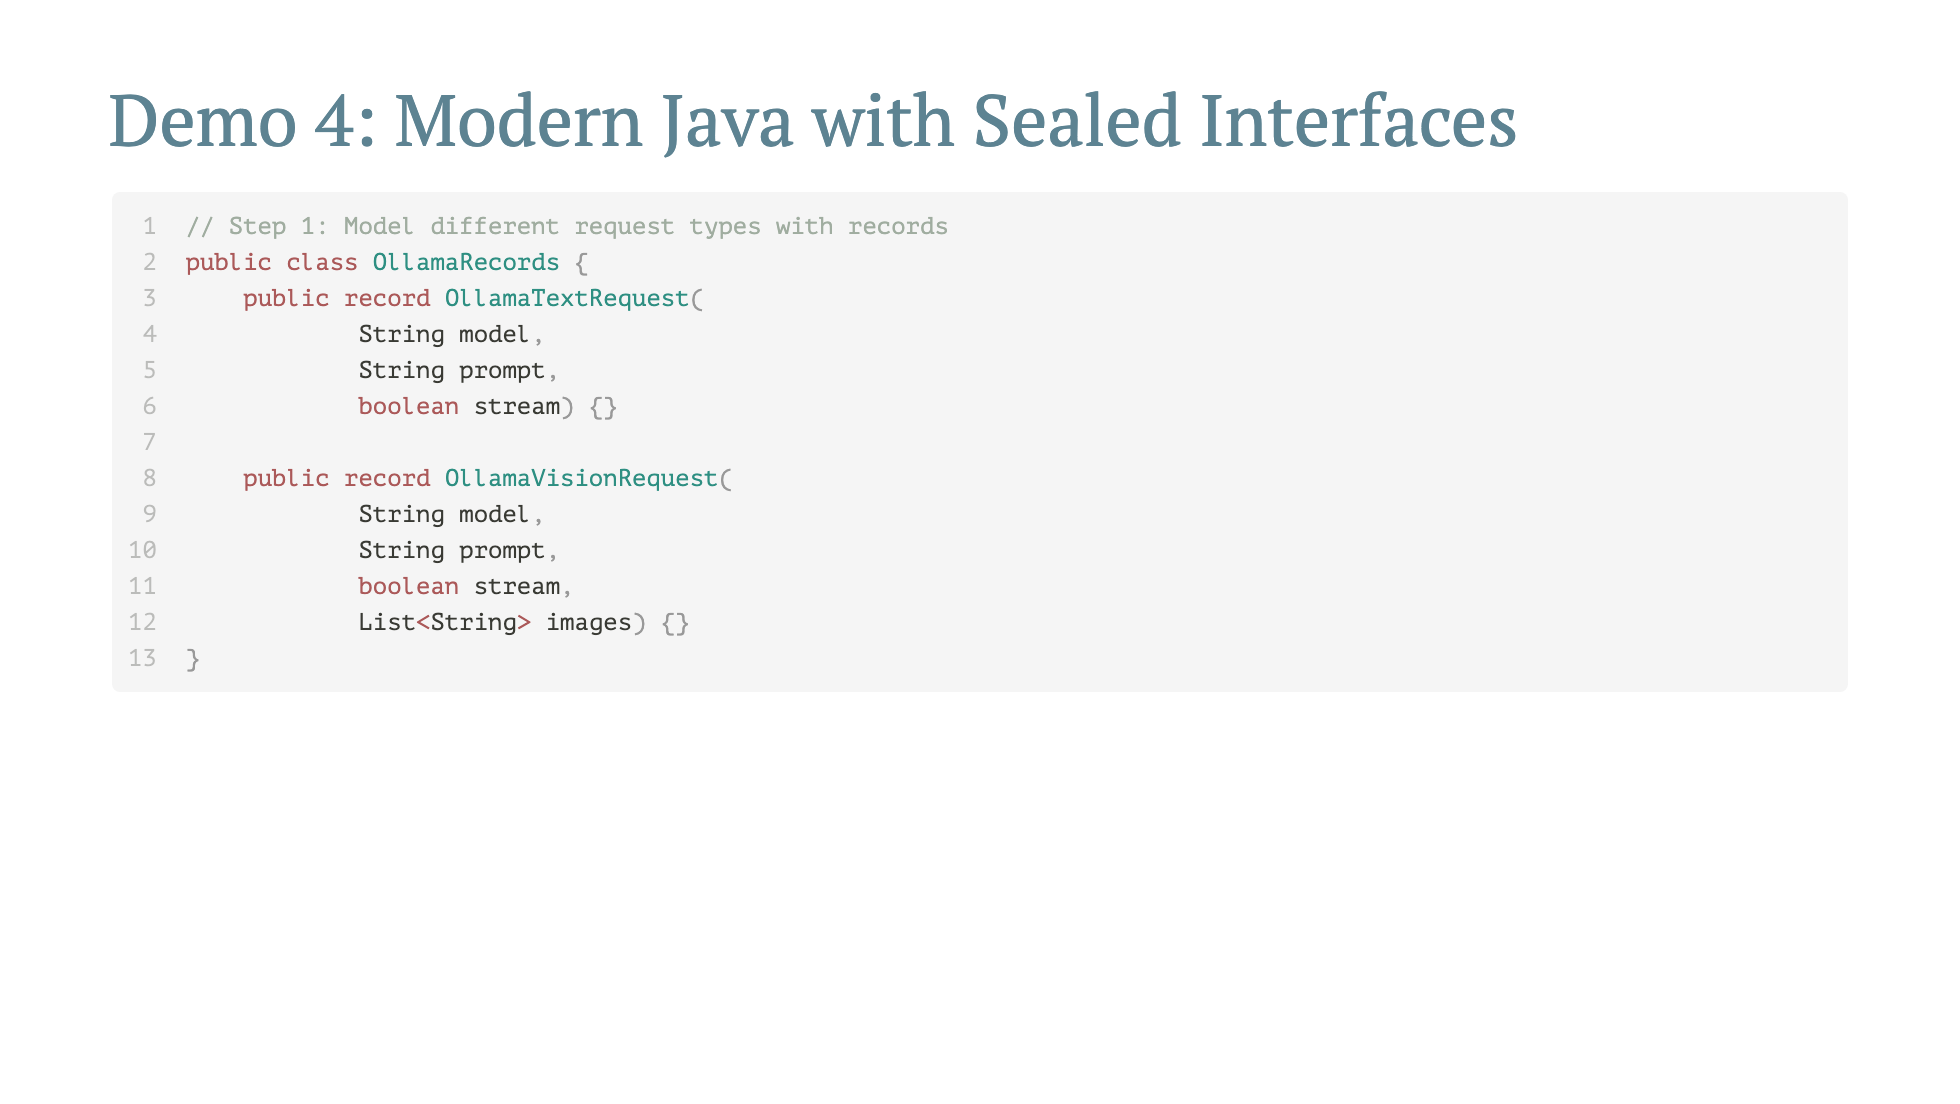 Demo 4: Modern Java with Sealed Interfaces
1 // Step 1: Model different request types with records
2 public class OllamaRecords {
3     public record OllamaTextRequest(
4             String model,
5             String prompt,
6             boolean stream) {}
7
8     public record OllamaVisionRequest(
9             String model,
10             String prompt,
11             boolean stream,
12             List<String> images) {}
13 }